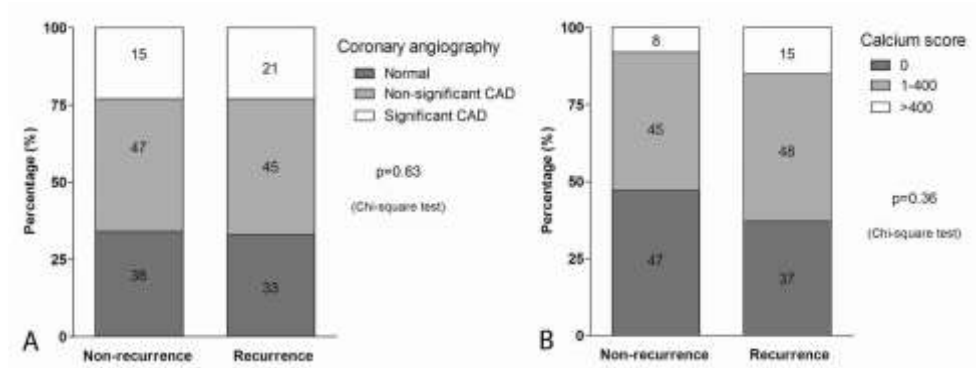 100
75
50
25
0
Percentage (%)
15
47
38
21
45
33
Non-recurrence
Recurrence
Coronary angiography
Normal
Non-significant CAD
Significant CAD
p=0.63
(Chi-square test)
A
100
75
50
25
0
Percentage (%)
8
45
47
15
48
37
Non-recurrence
Recurrence
Calcium score
0
1-400
>400
p=0.36
(Chi-square test)
B